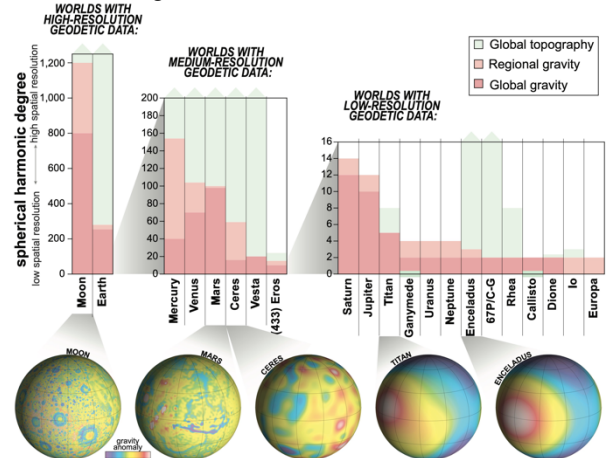 WORLDS WITH
HIGH-RESOLUTION
GEODETIC DATA:
WORLDS WITH
MEDIUM-RESOLUTION
GEODETIC DATA:
WORLDS WITH
LOW-RESOLUTION
GEODETIC DATA:
Global topography
Regional gravity
Global gravity
spherical harmonic degree
low spatial resolution
high spatial resolution
1,200
1,000
800
600
400
200
0
200
180
160
140
120
100
80
60
40
20
0
16
14
12
10
8
6
4
2
0
Moon
Earth
Mercury
Venus
Mars
Ceres
Vesta
(433) Eros
Saturn
Jupiter
Titan
Ganymede
Uranus
Neptune
Enceladus
67P/C-G
Rhea
Callisto
Dione
Io
Europa
MOON
MARS
CERES
TITAN
ENCELADUS
gravity
anomaly